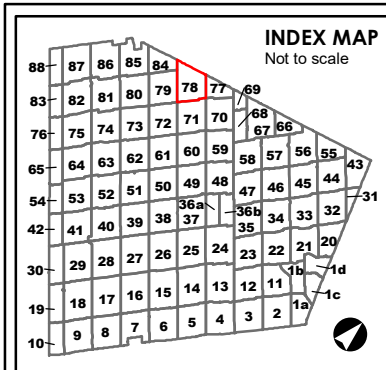 INDEX MAP
Not to scale
88 87 86 85 84
83 82 81 80 79 78 77 69
76 75 74 73 72 71 70 68 67 66
65 64 63 62 61 60 59 58 57 56 55 43
54 53 52 51 50 49 48 47 46 45 44 31
42 41 40 39 38 36a 37 36b 35 34 33 32
30 29 28 27 26 25 24 23 22 21 20
19 18 17 16 15 14 13 12 11 1b 1d
10 9 8 7 6 5 4 3 2 1a 1c